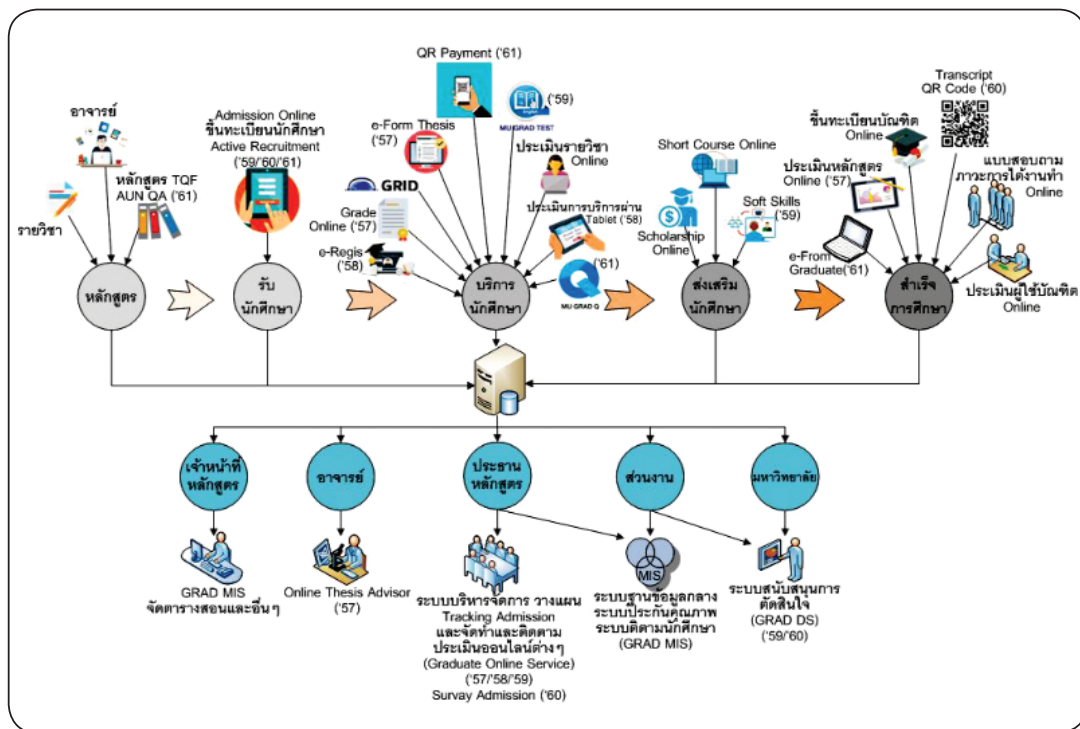 อาจารย์
รายวิชา
หลักสูตร TQF
AUN QA ('61)
หลักสูตร
Admission Online
ขึ้นทะเบียนนักศึกษา
Active Recruitment
('59/'60/'61)
รับ
นักศึกษา
QR Payment ('61)
('59)
MU GRAD TEST
e-Form Thesis
('57)
GRID
Grade
Online ('57)
e-Regis
('58)
ประเมินรายวิชา
Online
ประเมินการบริการผ่าน
Tablet ('58)
('61)
MU GRAD Q
บริการ
นักศึกษา
Short Course Online
Scholarship
Online
Soft Skills
('59)
ส่งเสริม
นักศึกษา
Transcript
QR Code ('60)
ขึ้นทะเบียนบัณฑิต
Online
ประเมินหลักสูตร
Online ('57)
แบบสอบถาม
ภาวะการได้งานทำ
Online
e-From
Graduate('61)
ประเมินผู้ใช้บัณฑิต
Online
สำเร็จ
การศึกษา
เจ้าหน้าที่
หลักสูตร
GRAD MIS
จัดตารางสอนและอื่นๆ
อาจารย์
Online Thesis Advisor
('57)
ประธาน
หลักสูตร
ระบบบริหารจัดการ วางแผน
Tracking Admission
และจัดทำและติดตาม
ประเมินออนไลน์ต่างๆ
(Graduate Online Service)
('57/'58/'59)
Survay Admission ('60)
ส่วนงาน
MIS
ระบบฐานข้อมูลกลาง
ระบบประกันคุณภาพ
ระบบติตามนักศึกษา
(GRAD MIS)
มหาวิทยาลัย
ระบบสนับสนุนการ
ตัดสินใจ
(GRAD DS)
('59/'60)